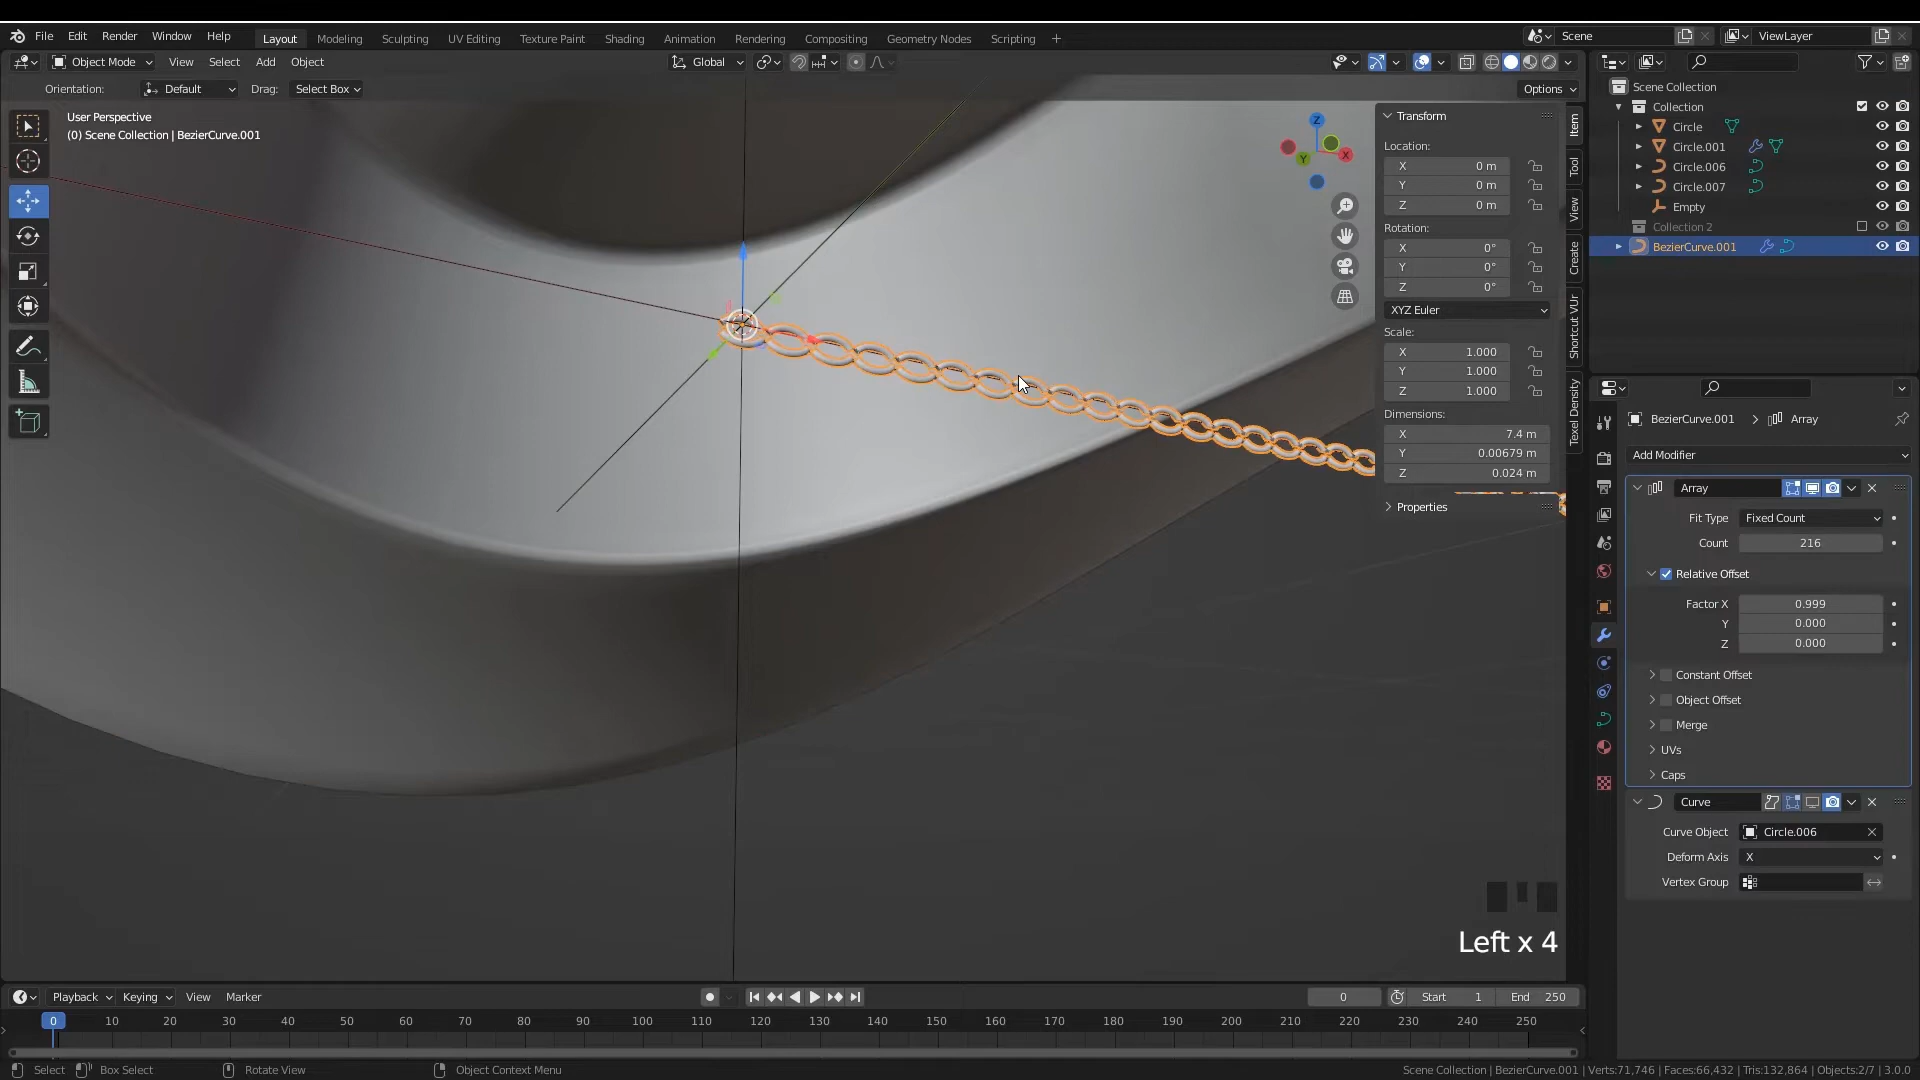 File Edit Render Window Help Layout Modeling Sculpting UV Editing Texture Paint Shading Animation Rendering Compositing Geometry Nodes Scripting + Scene ViewLayer
Object Mode View Select Add Object Global
Orientation: Default Drag: Select Box Options
User Perspective
(0) Scene Collection | BezierCurve.001
Z
X
Y
Transform
Location:
X 0 m
Y 0 m
Z 0 m
Rotation:
X 0°
Y 0°
Z 0°
XYZ Euler
Scale:
X 1.000
Y 1.000
Z 1.000
Dimensions:
X 7.4 m
Y 0.00679 m
Z 0.024 m
Properties
Item
Tool
View
Create
Shortcut VUr
Texel Density
Scene Collection
Collection
Circle
Circle.001
Circle.006
Circle.007
Empty
Collection 2
BezierCurve.001
BezierCurve.001 > Array
Add Modifier
Array
Fit Type Fixed Count
Count 216
Relative Offset
Factor X 0.999
Y 0.000
Z 0.000
Constant Offset
Object Offset
Merge
UVs
Caps
Curve
Curve Object Circle.006
Deform Axis X
Vertex Group
Left x 4
Playback Keying View Marker 0 Start 1 End 250
0 10 20 30 40 50 60 70 80 90 100 110 120 130 140 150 160 170 180 190 200 210 220 230 240 250
Select Box Select Rotate View Object Context Menu Scene Collection | BezierCurve.001 | Verts:71,746 | Faces:66,432 | Tris:132,864 | Objects:2/7 | 3.0.0